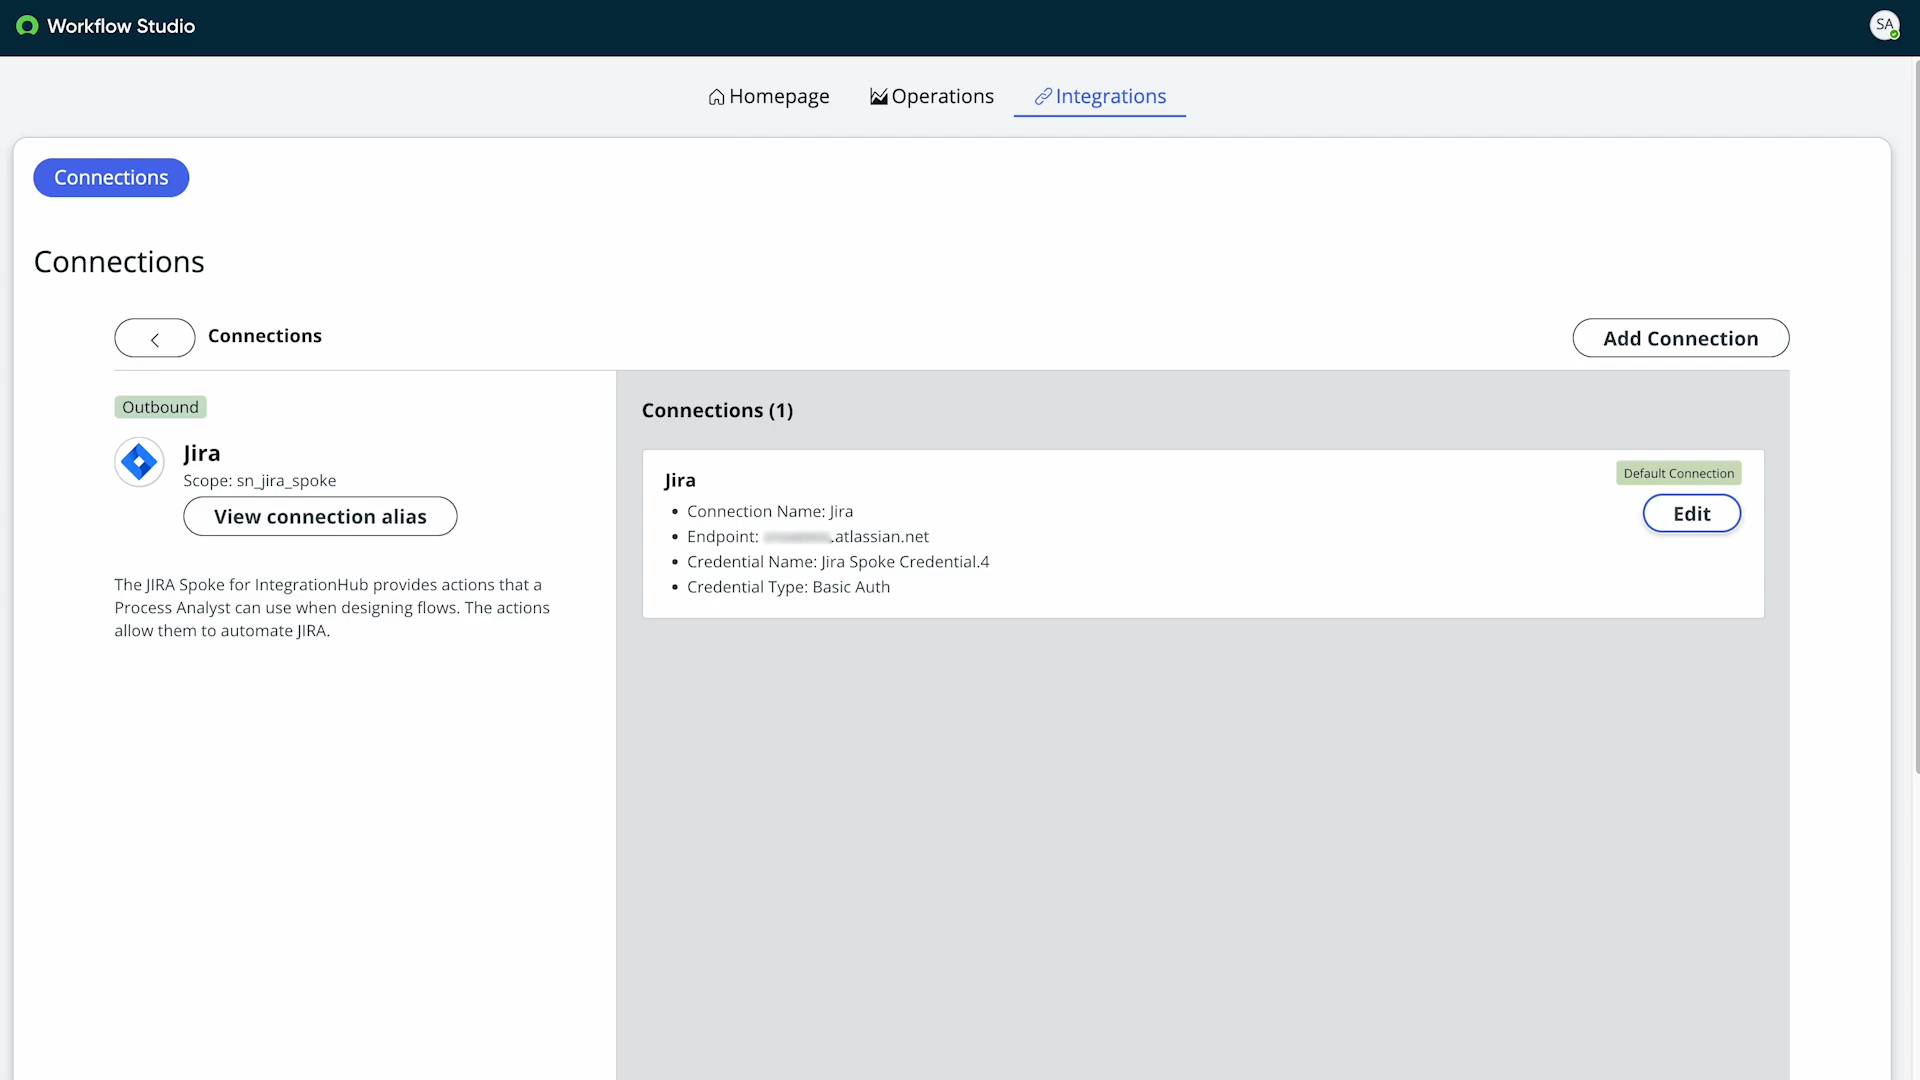 Workflow Studio
SA
Homepage
Operations
Integrations
Connections
Connections
Connections
Add Connection
Outbound
Jira
Scope: sn_jira_spoke
View connection alias
The JIRA Spoke for IntegrationHub provides actions that a
Process Analyst can use when designing flows. The actions
allow them to automate JIRA.
Connections (1)
Jira
Default Connection
Edit
Connection Name: Jira
Endpoint: .atlassian.net
Credential Name: Jira Spoke Credential.4
Credential Type: Basic Auth